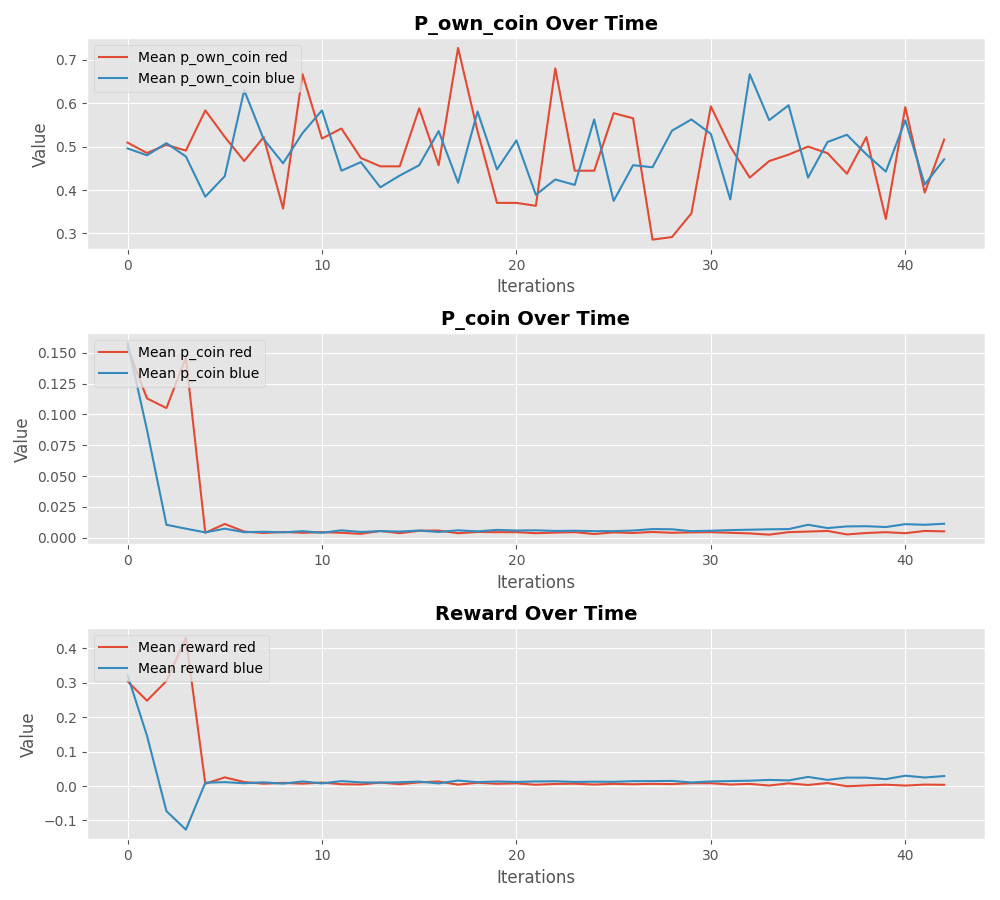 P_own_coin Over Time
Mean p_own_coin red
Mean p_own_coin blue
Value
0.7
0.6
0.5
0.4
0.3
0
10
20
30
40
Iterations
P_coin Over Time
Mean p_coin red
Mean p_coin blue
Value
0.150
0.125
0.100
0.075
0.050
0.025
0.000
0
10
20
30
40
Iterations
Reward Over Time
Mean reward red
Mean reward blue
Value
0.4
0.3
0.2
0.1
0.0
−0.1
0
10
20
30
40
Iterations